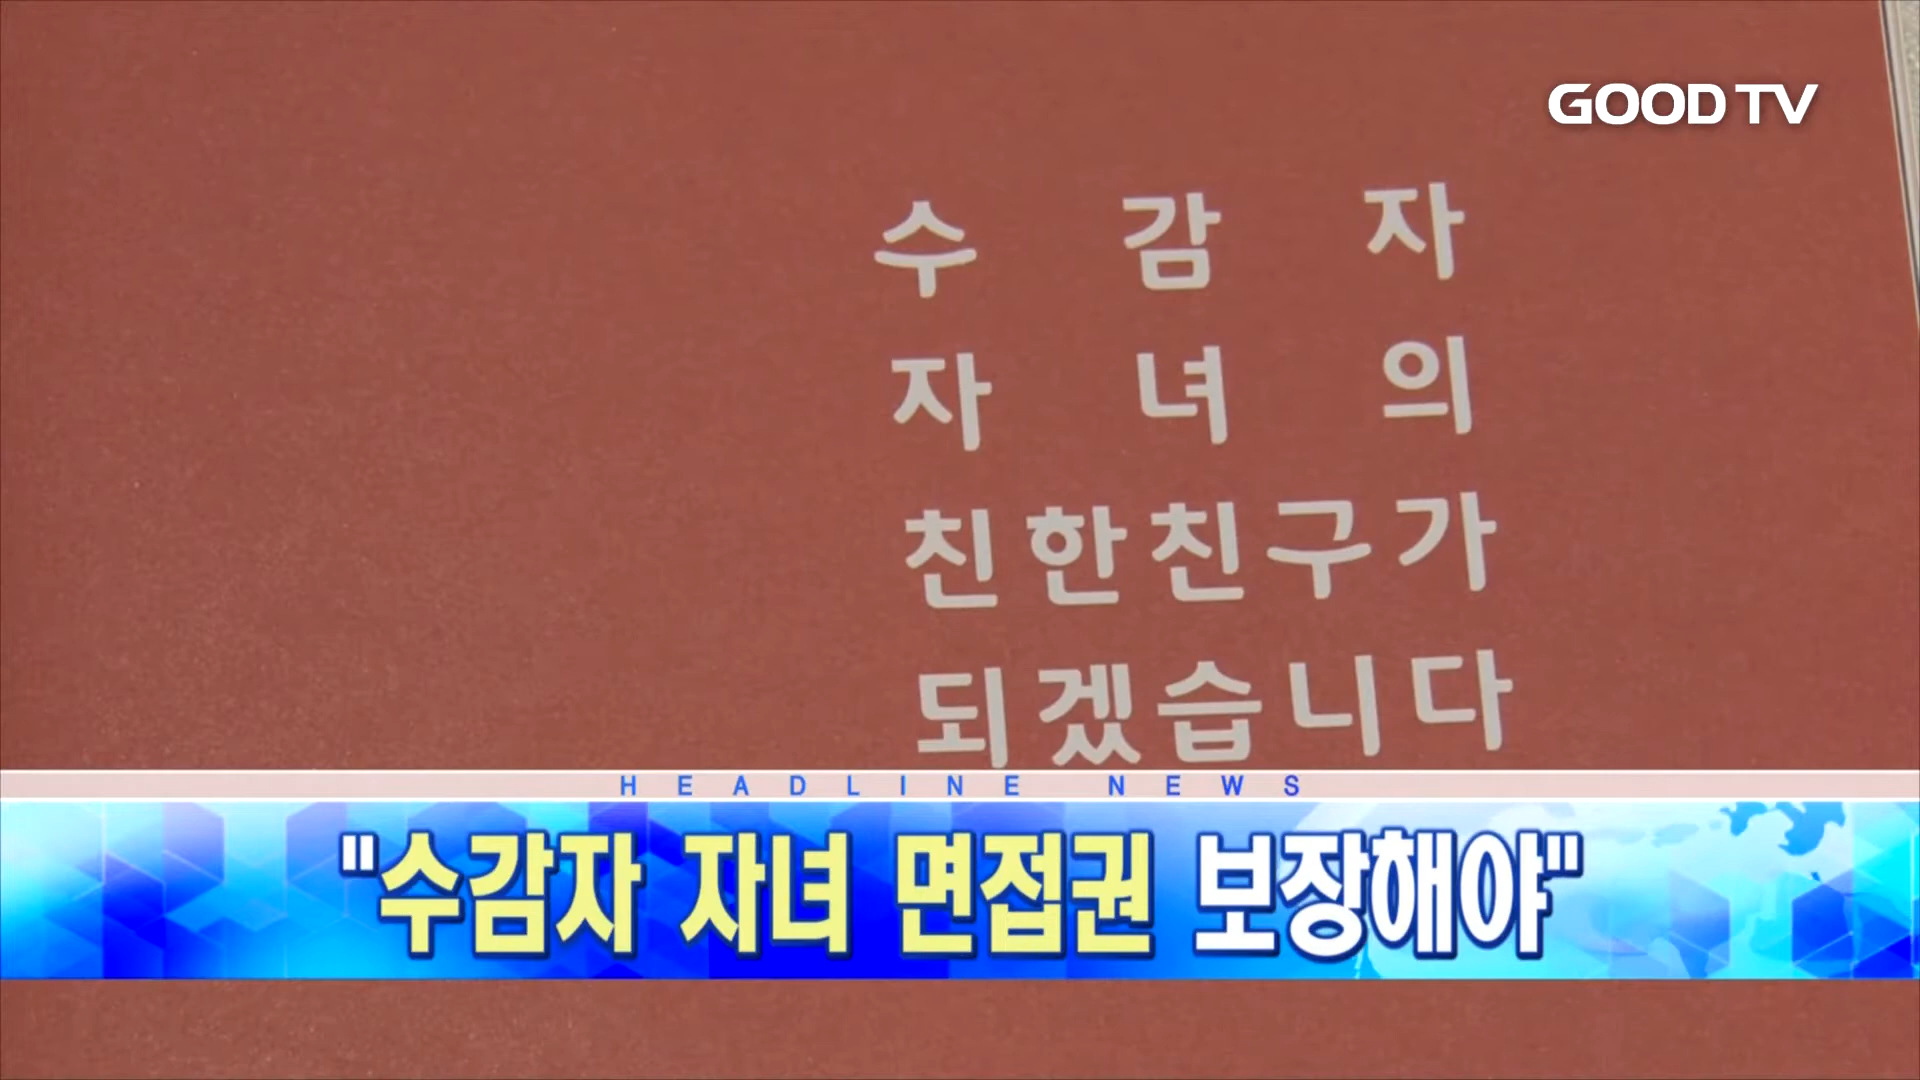 GOOD TV
수 감 자
자 녀 의
친한친구가
되겠습니다
HEADLINE NEWS
"수감자 자녀 면접권 보장해야"